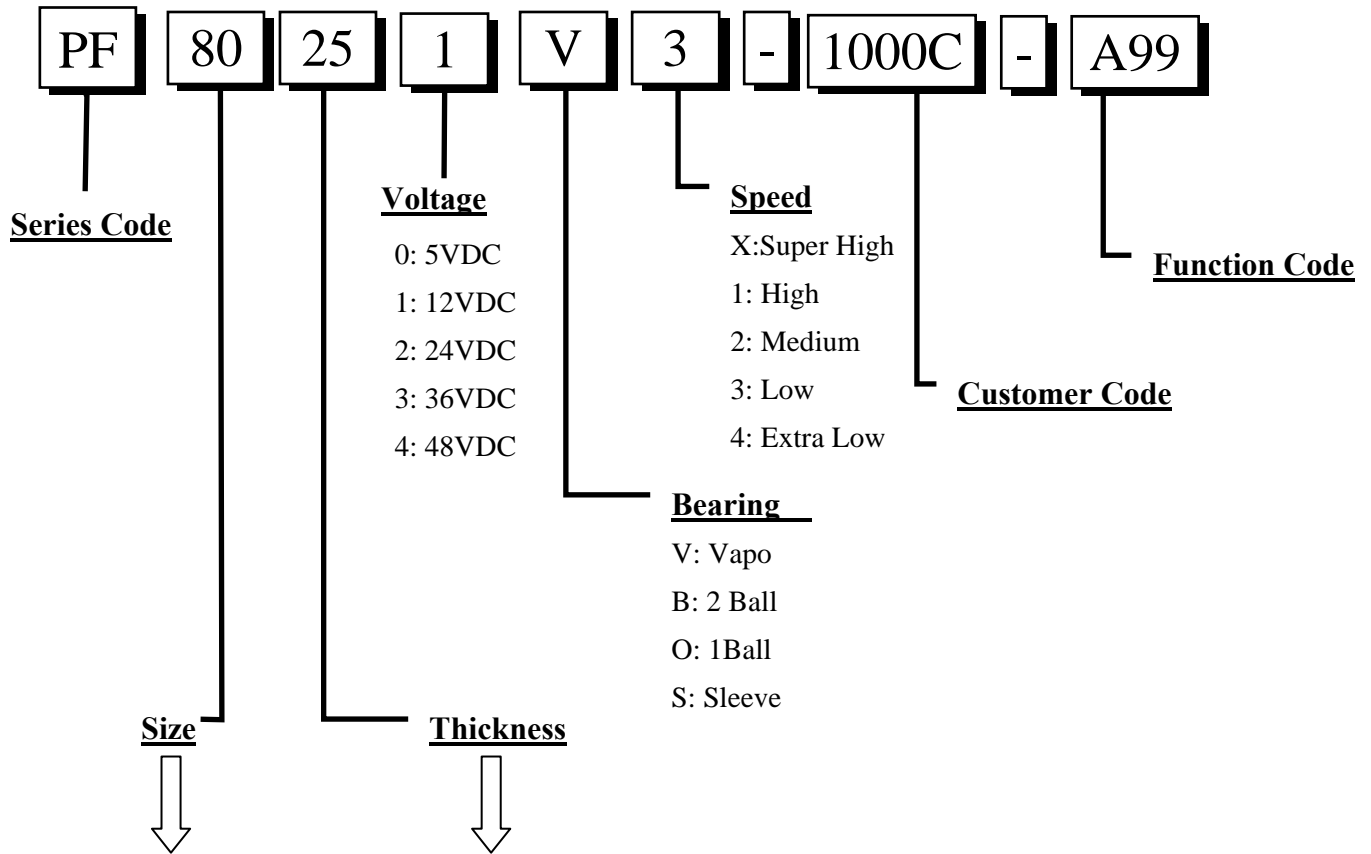 PF 80 25 1 V 3 - 1000C - A99
Series Code
Voltage
0: 5VDC
1: 12VDC
2: 24VDC
3: 36VDC
4: 48VDC
Speed
X:Super High
1: High
2: Medium
3: Low
4: Extra Low
Function Code
Customer Code
Bearing
V: Vapo
B: 2 Ball
O: 1Ball
S: Sleeve
Size
Thickness